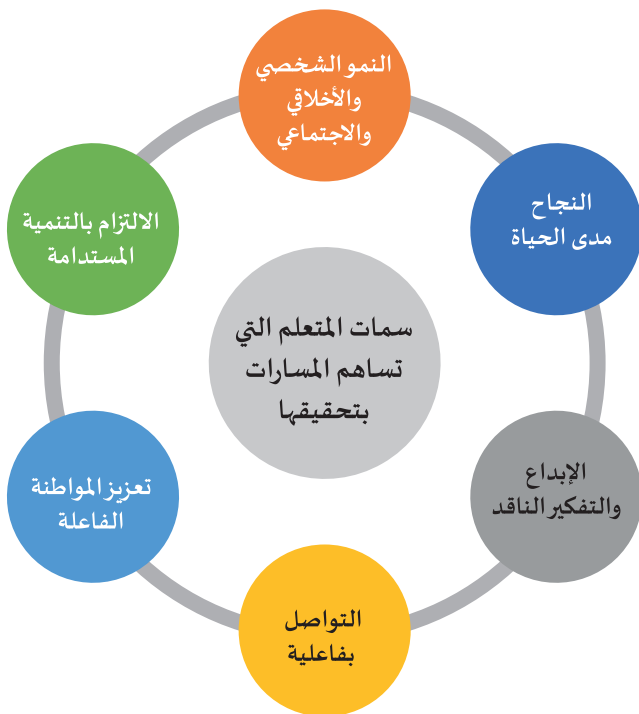 النمو الشخصي
والأخلاقي
والاجتماعي
النجاح
مدى الحياة
الالتزام بالتنمية
المستدامة
سمات المتعلم التي
تساهم المسارات
بتحقيقها
الإبداع
والتفكير الناقد
تعزيز المواطنة
الفاعلة
التواصل
بفاعلية